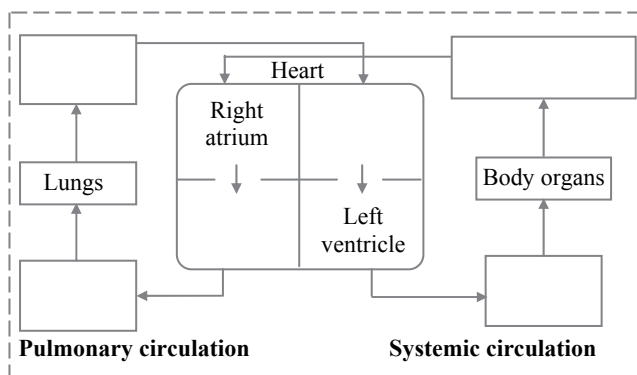 Heart
Right
atrium
Lungs
Body organs
Left
ventricle
Pulmonary circulation
Systemic circulation